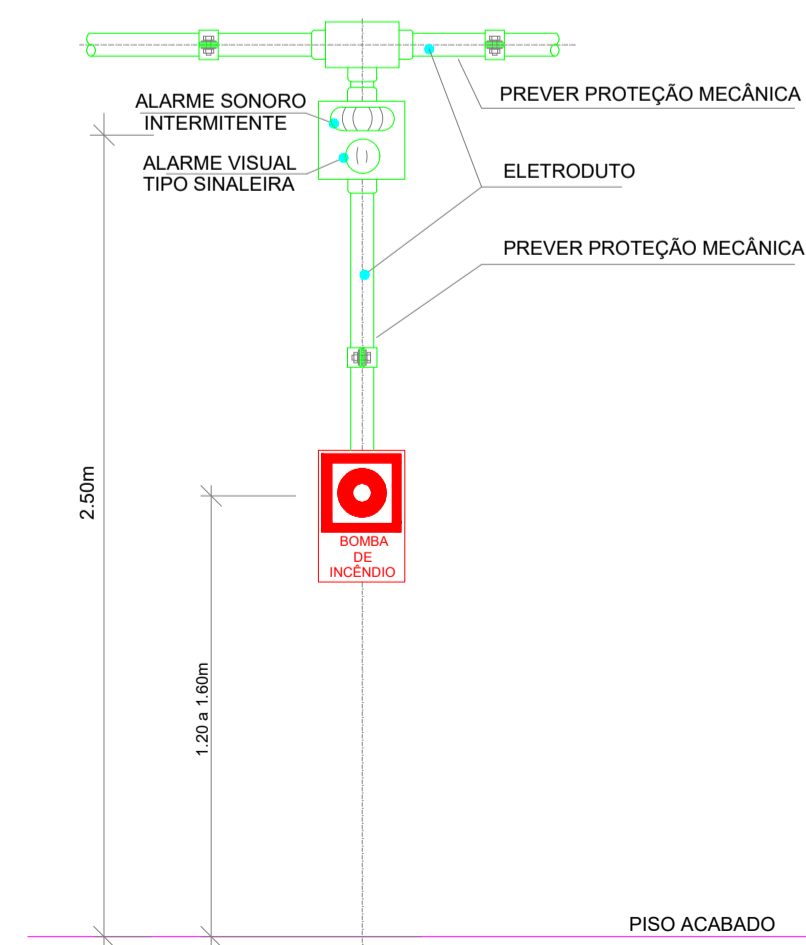 PREVER PROTEÇÃO MECÂNICA
ALARME SONORO
INTERMITENTE
ALARME VISUAL
TIPO SINALEIRA
ELETRODUTO
PREVER PROTEÇÃO MECÂNICA
2.50m
BOMBA
DE
INCÊNDIO
1.20 a 1.60m
PISO ACABADO